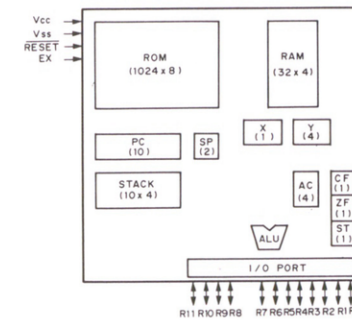 Vcc
Vss
RESET
EX
ROM
(1024 x 8)
RAM
(32 x 4)
X
(1)
Y
(4)
PC
(10)
SP
(2)
STACK
(10 x 4)
AC
(4)
CF
(1)
ZF
(1)
ST
(1)
ALU
I/O PORT
R11 R10 R9 R8 R7 R6 R5 R4 R3 R2 R1